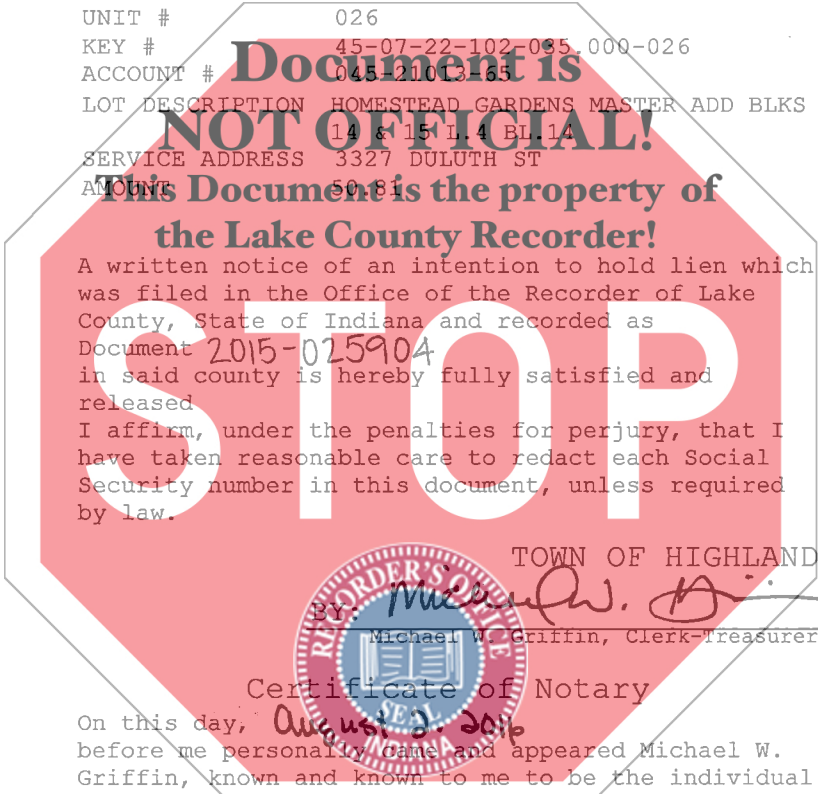 UNIT # 026
KEY # 45-07-22-102-035.000-026
Document is
ACCOUNT # 045-21013-65
LOT DESCRIPTION HOMESTEAD GARDENS MASTER ADD BLKS
NOT OFFICIAL!
14 & 15 L.4 BL.14
SERVICE ADDRESS 3327 DULUTH ST
AMOUNT 50.81
This Document is the property of
the Lake County Recorder!
A written notice of an intention to hold lien which
was filed in the Office of the Recorder of Lake
County, State of Indiana and recorded as
Document 2015-025904
in said county is hereby fully satisfied and
released
I affirm, under the penalties for perjury, that I
have taken reasonable care to redact each Social
Security number in this document, unless required
by law.
STOP
TOWN OF HIGHLAND
BY: Michael W. Griffin
Michael W. Griffin, Clerk-Treasurer
RECORDER'S OFFICE
SEAL
INDIANA
Certificate of Notary
On this day, August 2, 2016
before me personally came and appeared Michael W.
Griffin, known and known to me to be the individual